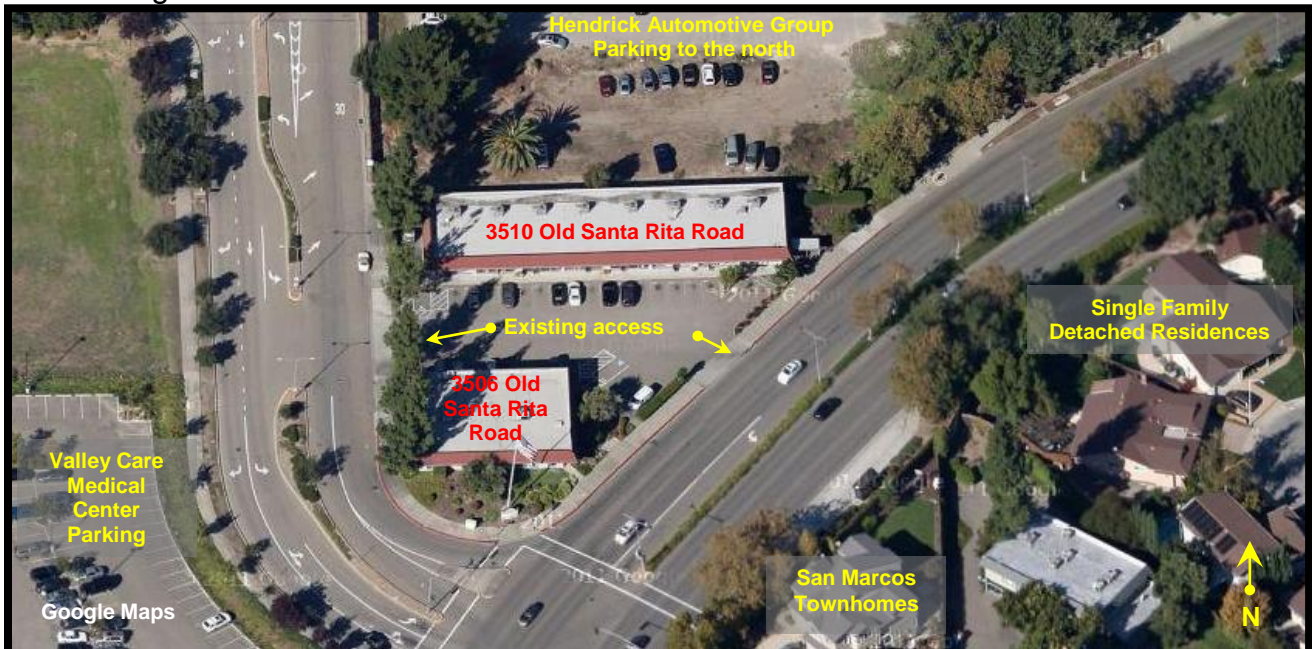 Hendrick Automotive Group
Parking to the north
30
3510 Old Santa Rita Road
Existing access
Single Family
Detached Residences
3506 Old
Santa Rita
Road
Valley Care
Medical
Center
Parking
San Marcos
Townhomes
Google Maps
N